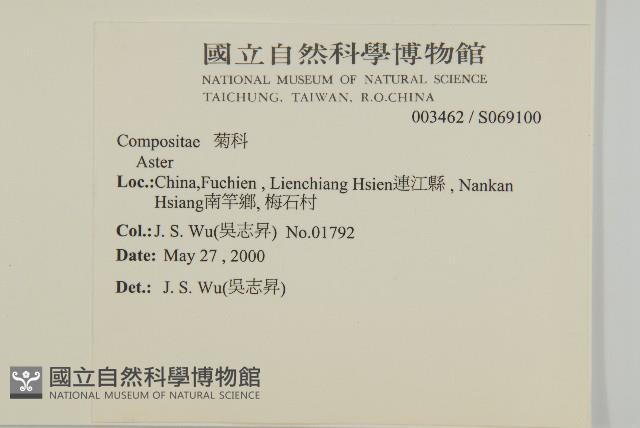 國立自然科學博物館
NATIONAL MUSEUM OF NATURAL SCIENCE
TAICHUNG, TAIWAN, R.O.CHINA
003462 / S069100
Compositae 菊科
Aster
Loc.:China,Fuchien , Lienchiang Hsien連江縣 , Nankan
Hsiang南竿鄉, 梅石村
Col.:J. S. Wu(吳志昇) No.01792
Date: May 27 , 2000
Det.: J. S. Wu(吳志昇)
國立自然科學博物館
NATIONAL MUSEUM OF NATURAL SCIENCE